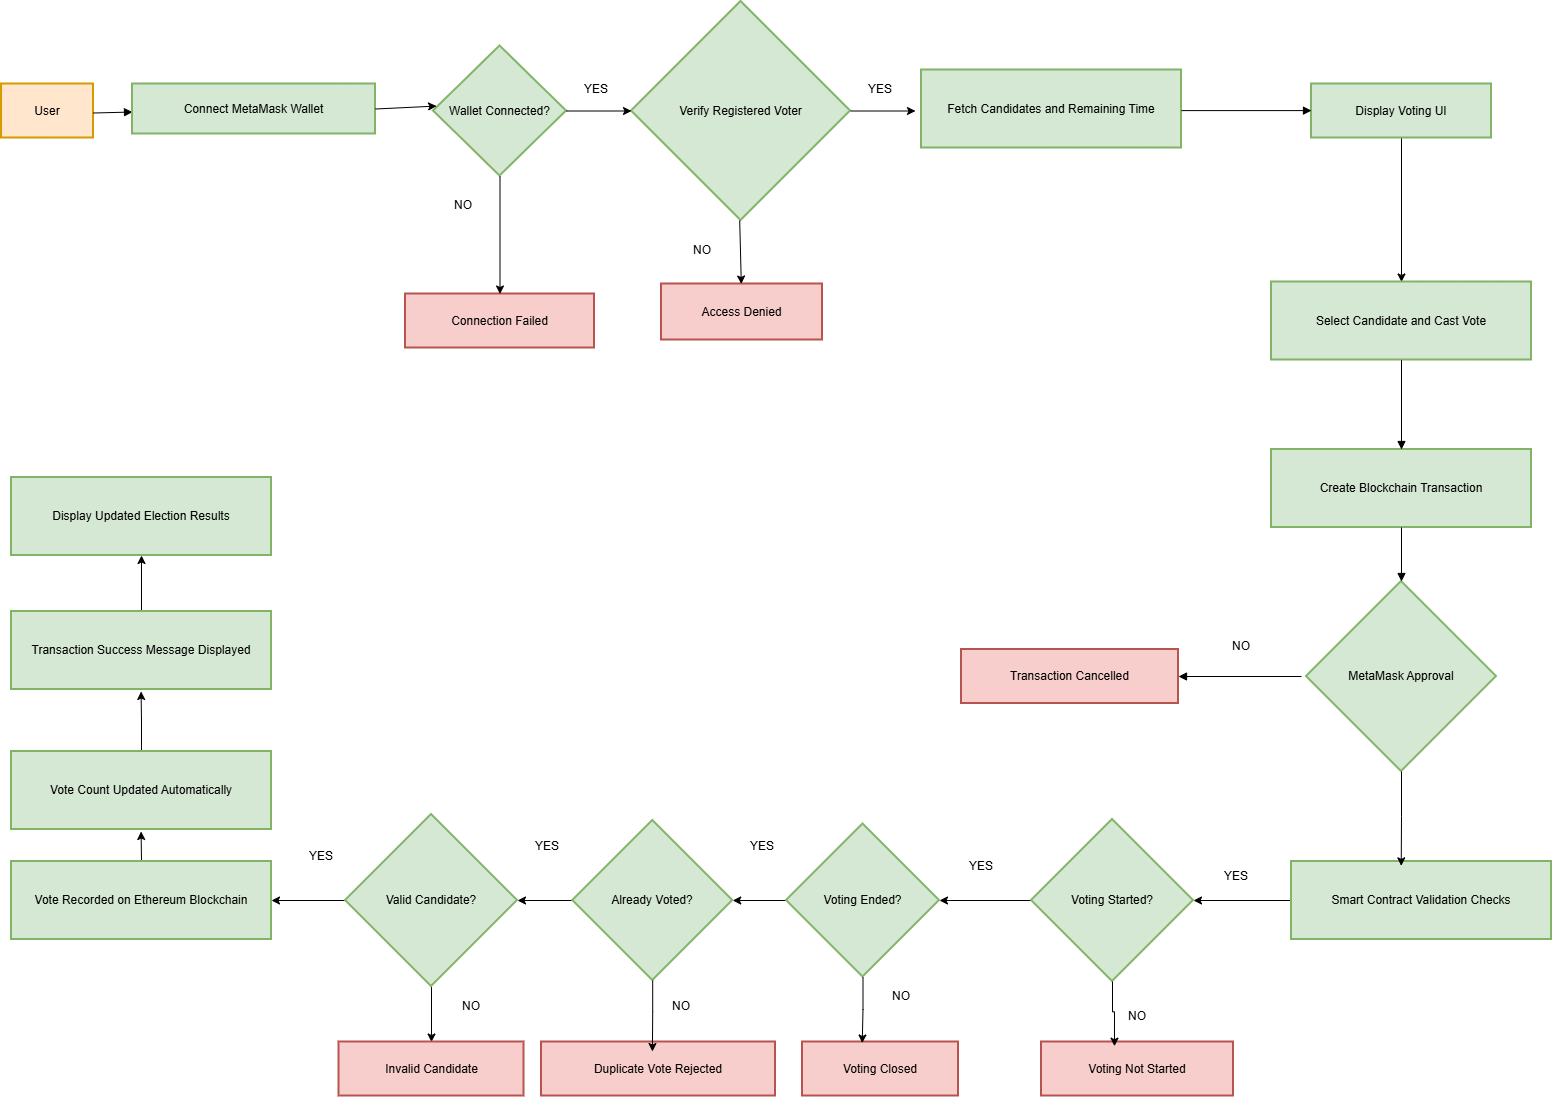 User
Connect MetaMask Wallet
Wallet Connected?
YES
Verify Registered Voter
YES
Fetch Candidates and Remaining Time
Display Voting UI
NO
NO
Connection Failed
Access Denied
Select Candidate and Cast Vote
Create Blockchain Transaction
MetaMask Approval
NO
Transaction Cancelled
Smart Contract Validation Checks
YES
Voting Started?
YES
Voting Ended?
YES
Already Voted?
YES
Valid Candidate?
YES
NO
Voting Not Started
NO
Voting Closed
NO
Duplicate Vote Rejected
NO
Invalid Candidate
Vote Recorded on Ethereum Blockchain
Vote Count Updated Automatically
Transaction Success Message Displayed
Display Updated Election Results